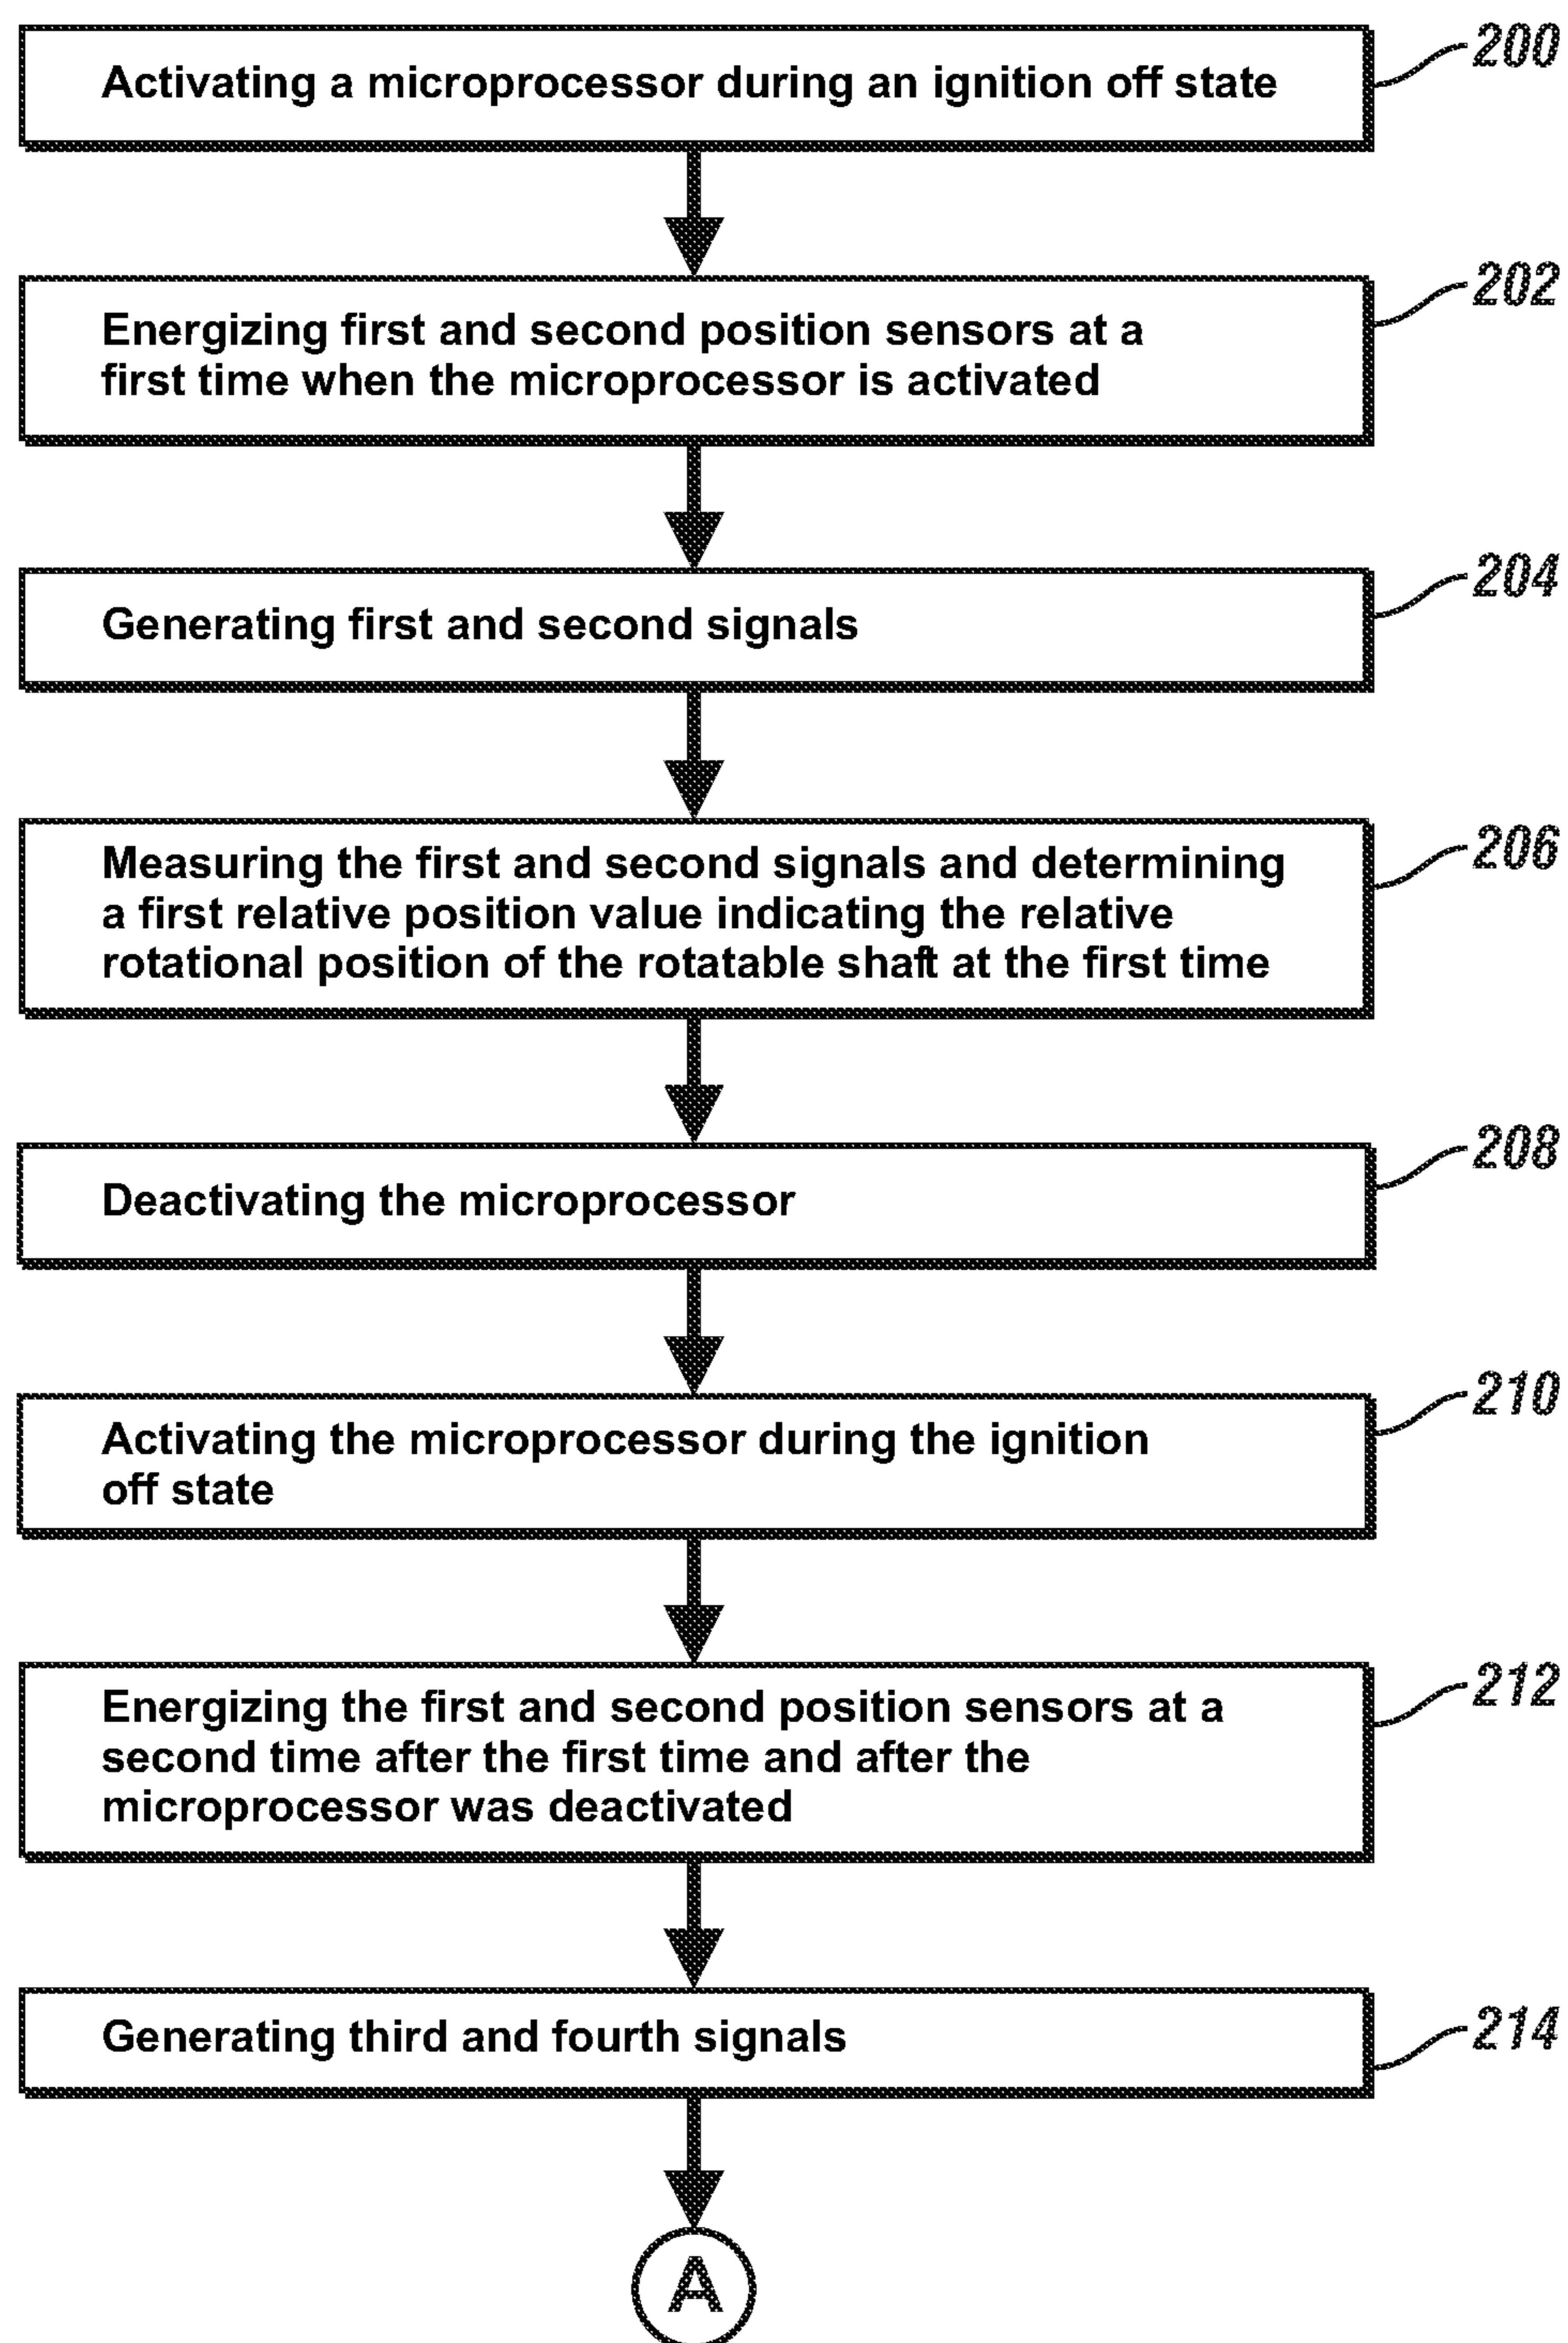 Activating a microprocessor during an ignition off state
200
Energizing first and second position sensors at a
first time when the microprocessor is activated
202
Generating first and second signals
204
Measuring the first and second signals and determining
a first relative position value indicating the relative
rotational position of the rotatable shaft at the first time
206
Deactivating the microprocessor
208
Activating the microprocessor during the ignition
off state
210
Energizing the first and second position sensors at a
second time after the first time and after the
microprocessor was deactivated
212
Generating third and fourth signals
214
A